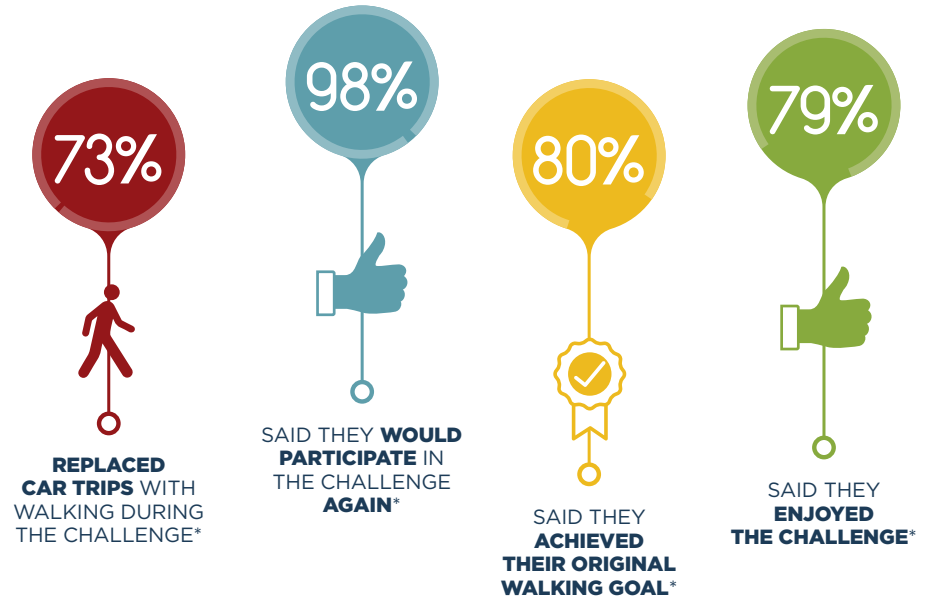 73%
REPLACED
CAR TRIPS WITH
WALKING DURING
THE CHALLENGE*
98%
SAID THEY WOULD
PARTICIPATE IN
THE CHALLENGE
AGAIN*
80%
SAID THEY
ACHIEVED
THEIR ORIGINAL
WALKING GOAL*
79%
SAID THEY
ENJOYED
THE CHALLENGE*